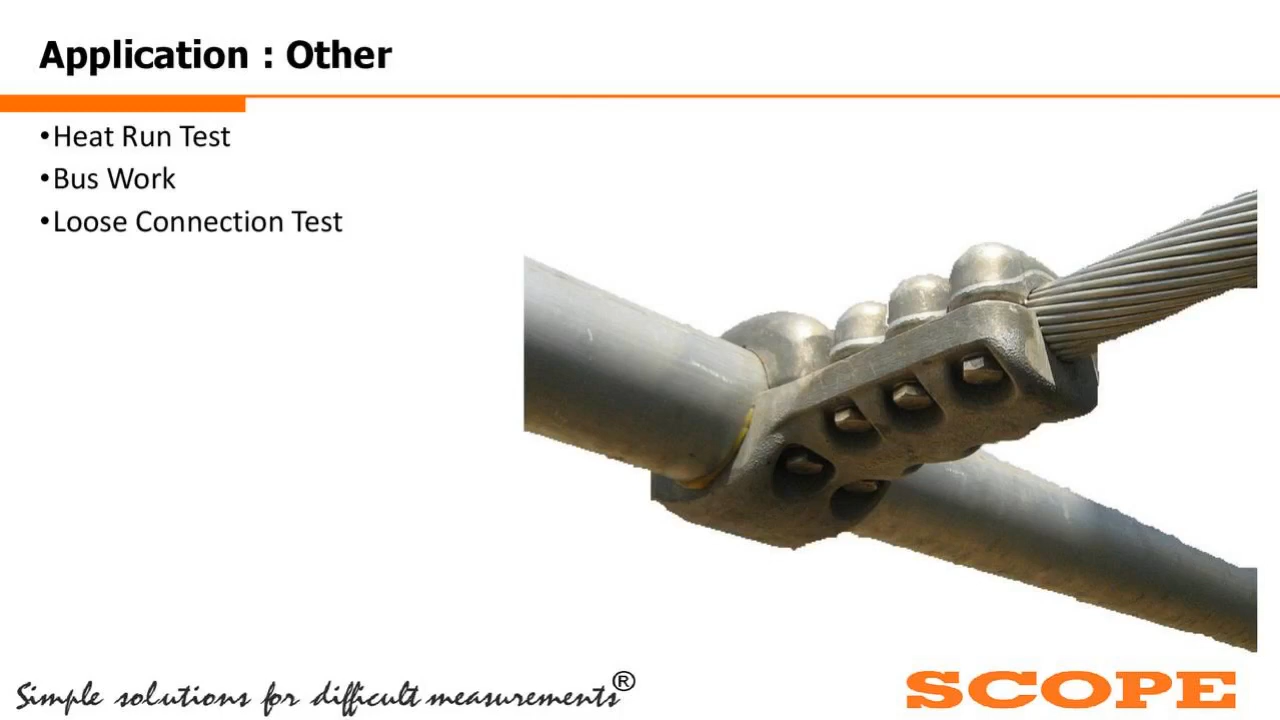 Application : Other
•Heat Run Test
•Bus Work
•Loose Connection Test
Simple solutions for difficult measurements®
SCOPE